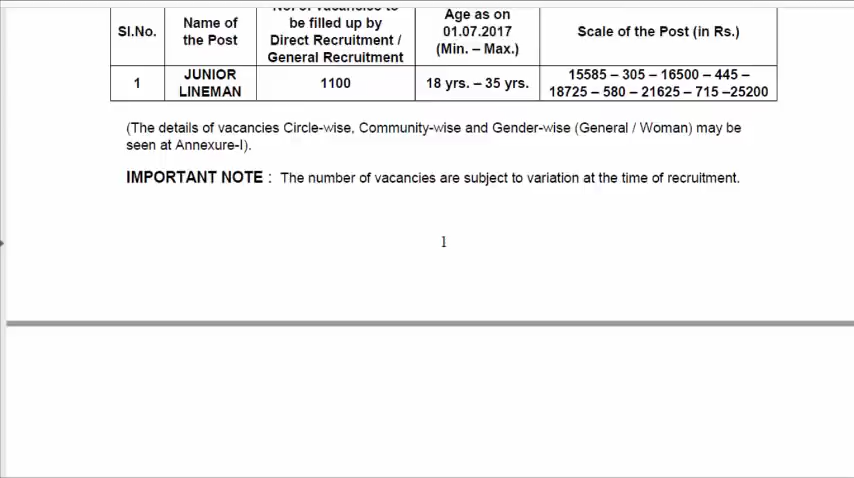 Sl.No.
Name of
the Post
No. of vacancies to
be filled up by
Direct Recruitment /
General Recruitment
Age as on
01.07.2017
(Min. – Max.)
Scale of the Post (in Rs.)
1
JUNIOR
LINEMAN
1100
18 yrs. – 35 yrs.
15585 – 305 – 16500 – 445 –
18725 – 580 – 21625 – 715 –25200
(The details of vacancies Circle-wise, Community-wise and Gender-wise (General / Woman) may be
seen at Annexure-I).
IMPORTANT NOTE : The number of vacancies are subject to variation at the time of recruitment.
1